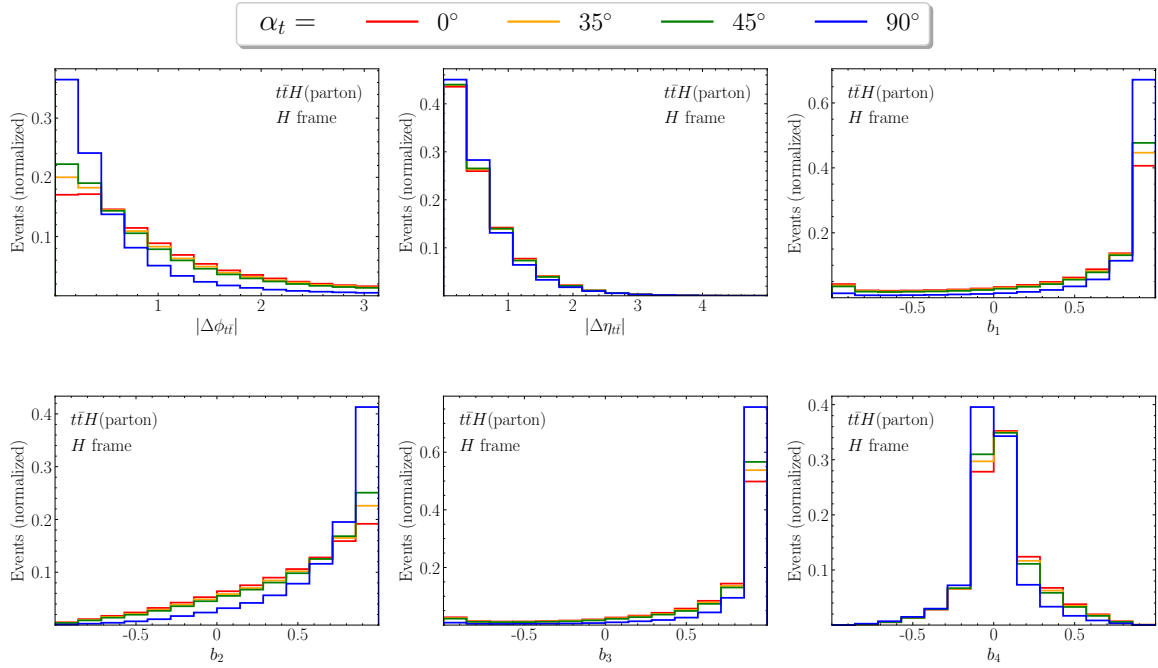 α_t = 0° 35° 45° 90°
Events (normalized)
0.3
0.2
0.1
tt̄H(parton)
H frame
1 2 3
|Δϕ_tt̄|
Events (normalized)
0.4
0.3
0.2
0.1
tt̄H(parton)
H frame
1 2 4
|Δη_tt̄|
Events (normalized)
0.6
0.4
0.2
tt̄H(parton)
H frame
-0.5 0 0.5
b_1
Events (normalized)
0.4
0.3
0.2
0.1
tt̄H(parton)
H frame
-0.5 0 0.5
b_2
Events (normalized)
0.6
0.4
0.2
tt̄H(parton)
H frame
-0.5 0 0.5
b_3
Events (normalized)
0.4
0.3
0.2
0.1
tt̄H(parton)
H frame
-0.5 0 0.5
b_4